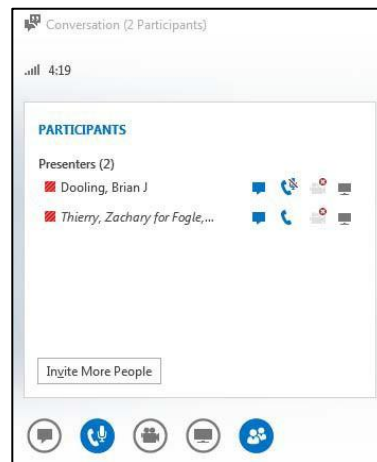 Conversation (2 Participants)
4:19
PARTICIPANTS
Presenters (2)
Dooling, Brian J
Thierry, Zachary for Fogle,...
Invite More People